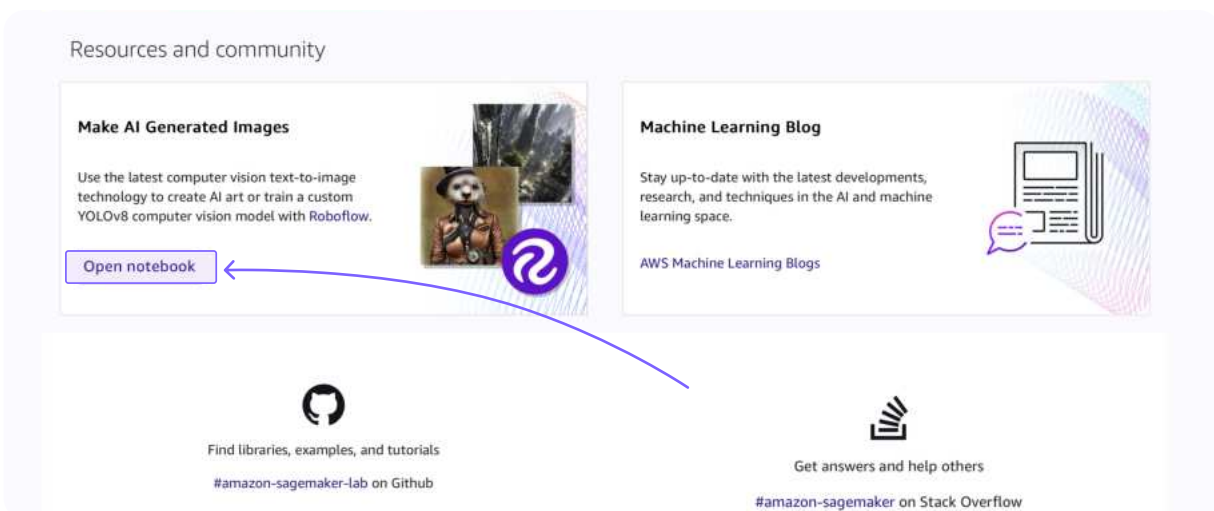 Resources and community
Make AI Generated Images
Use the latest computer vision text-to-image
technology to create AI art or train a custom
YOLOv8 computer vision model with Roboflow.
Open notebook
Machine Learning Blog
Stay up-to-date with the latest developments,
research, and techniques in the AI and machine
learning space.
AWS Machine Learning Blogs
Find libraries, examples, and tutorials
#amazon-sagemaker-lab on Github
Get answers and help others
#amazon-sagemaker on Stack Overflow